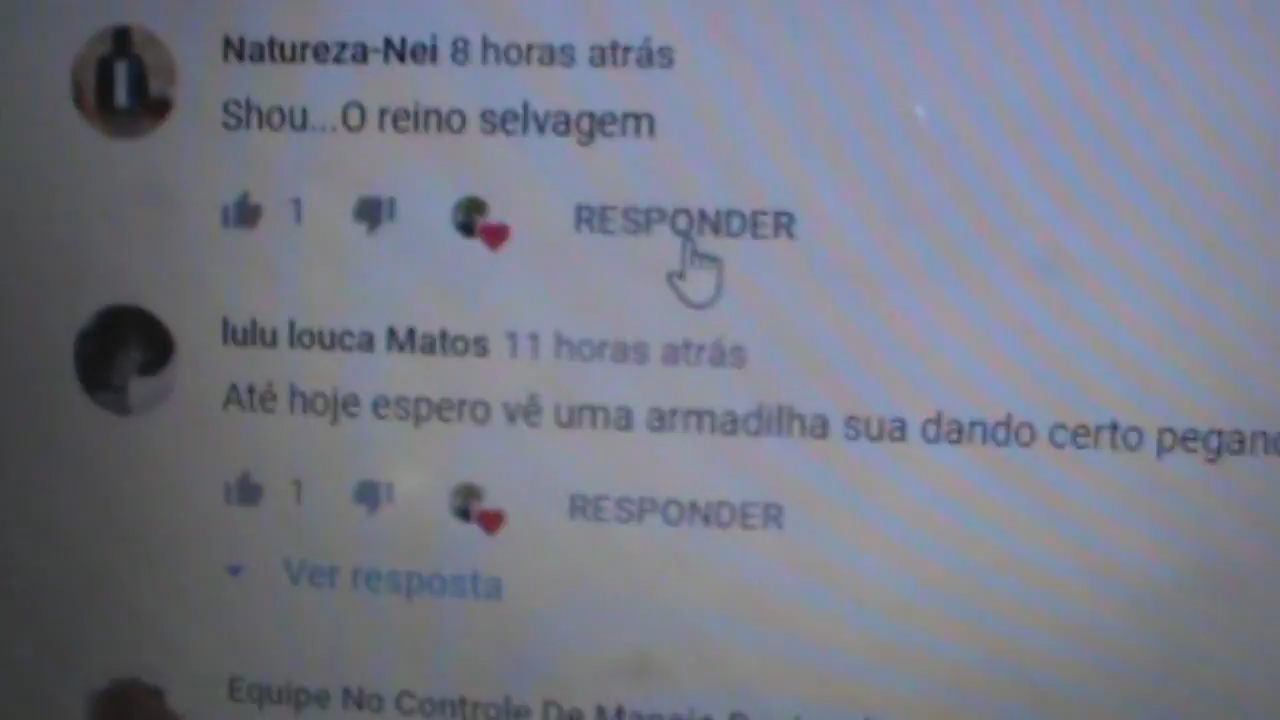 Natureza-Nei 8 horas atrás
Shou...O reino selvagem
1 RESPONDER
lulu louca Matos 11 horas atrás
Até hoje espero vê uma armadilha sua dando certo
1 RESPONDER
Ver resposta
Equipe No Controle De